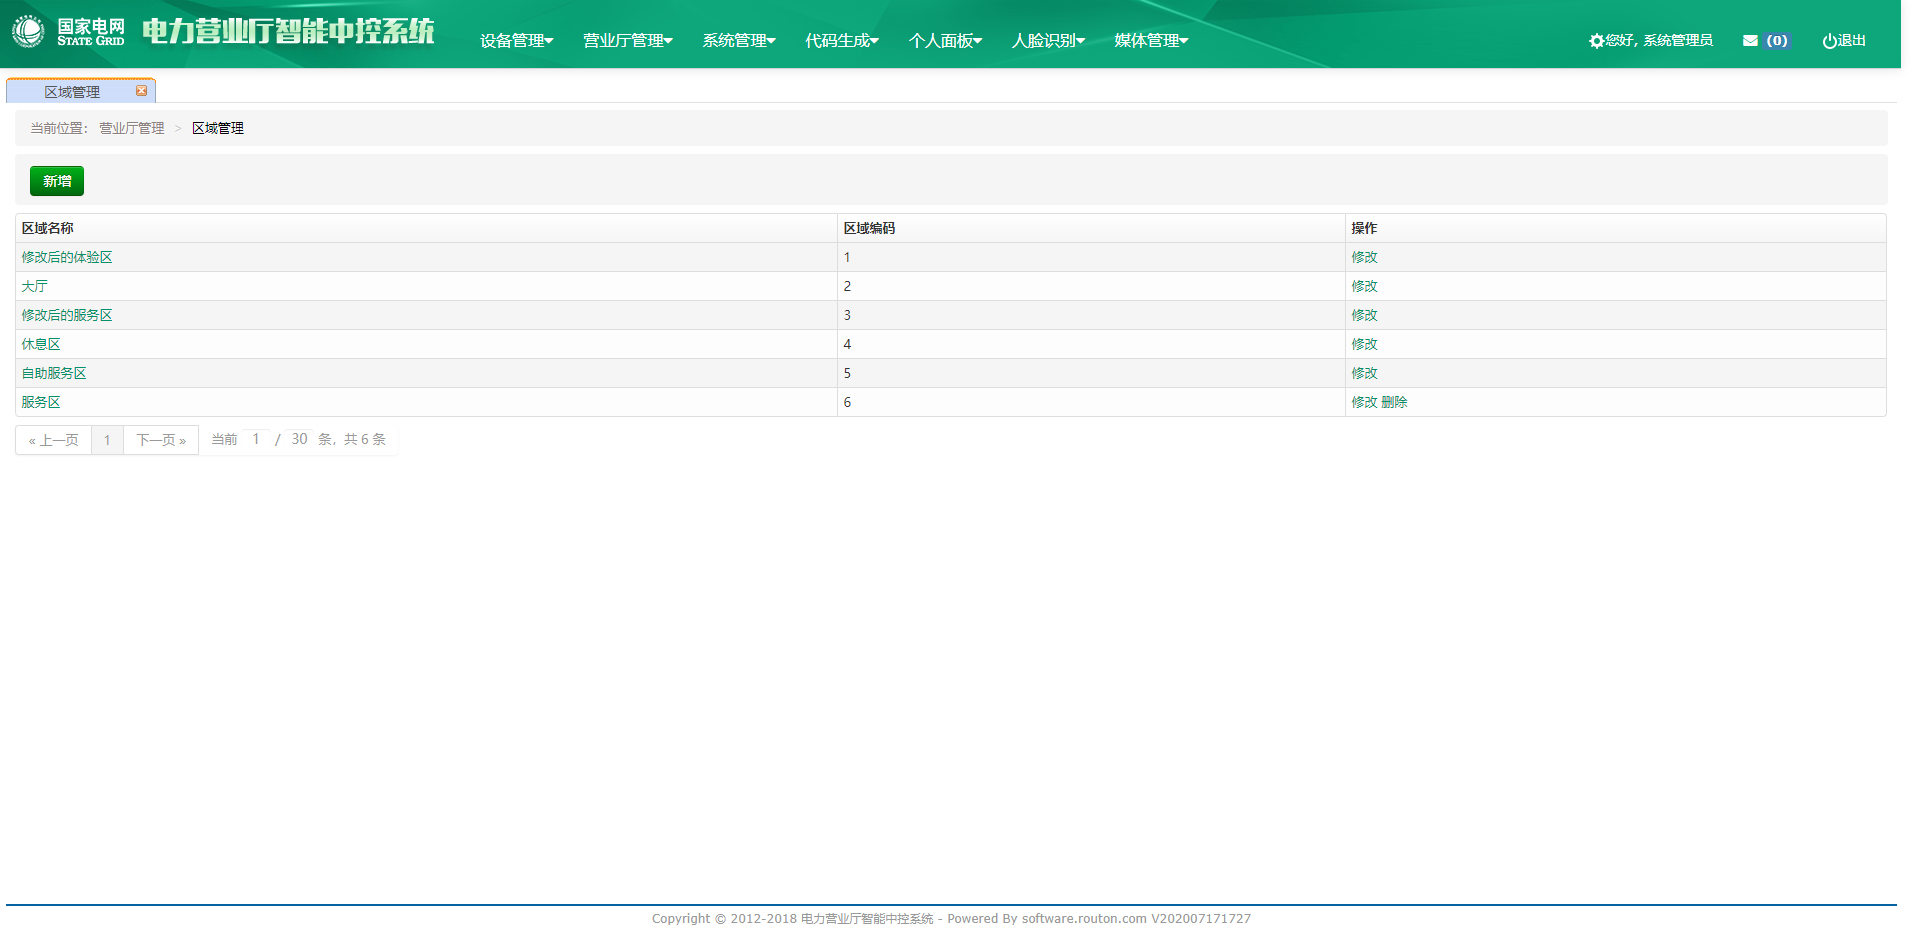 国家电网
STATE GRID
电力营业厅智能中控系统
设备管理 营业厅管理 系统管理 代码生成 个人面板 人脸识别 媒体管理 您好, 系统管理员 (0) 退出
区域管理
当前位置： 营业厅管理 > 区域管理
新增
区域名称 区域编码 操作
修改后的体验区 1 修改
大厅 2 修改
修改后的服务区 3 修改
休息区 4 修改
自助服务区 5 修改
服务区 6 修改 删除
« 上一页 1 下一页 » 当前 1 / 30 条，共 6 条
Copyright © 2012-2018 电力营业厅智能中控系统 - Powered By software.routon.com V202007171727